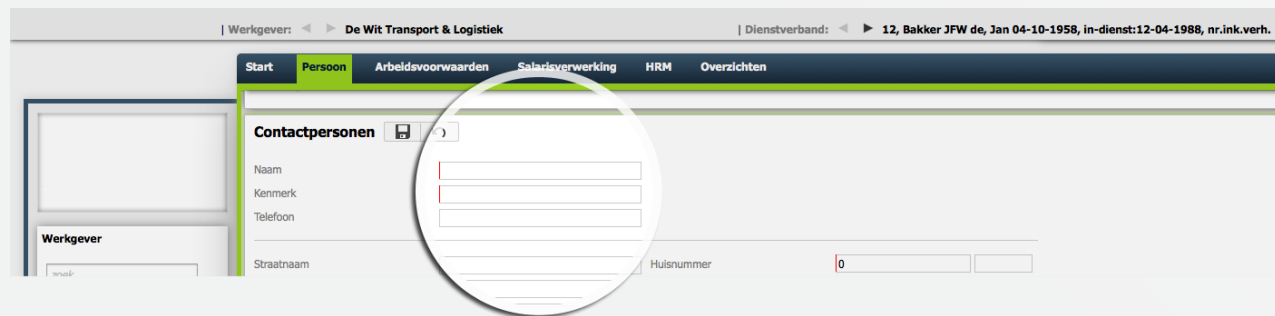 | Werkgever: De Wit Transport & Logistiek | Dienstverband: 12, Bakker JFW de, Jan 04-10-1958, in-dienst:12-04-1988, nr.ink.verh.
Start Persoon Arbeidsvoorwaarden Salarisverwerking HRM Overzichten
Contactpersonen
Naam
Kenmerk
Telefoon
Werkgever
Straatnaam Huisnummer 0
zoek